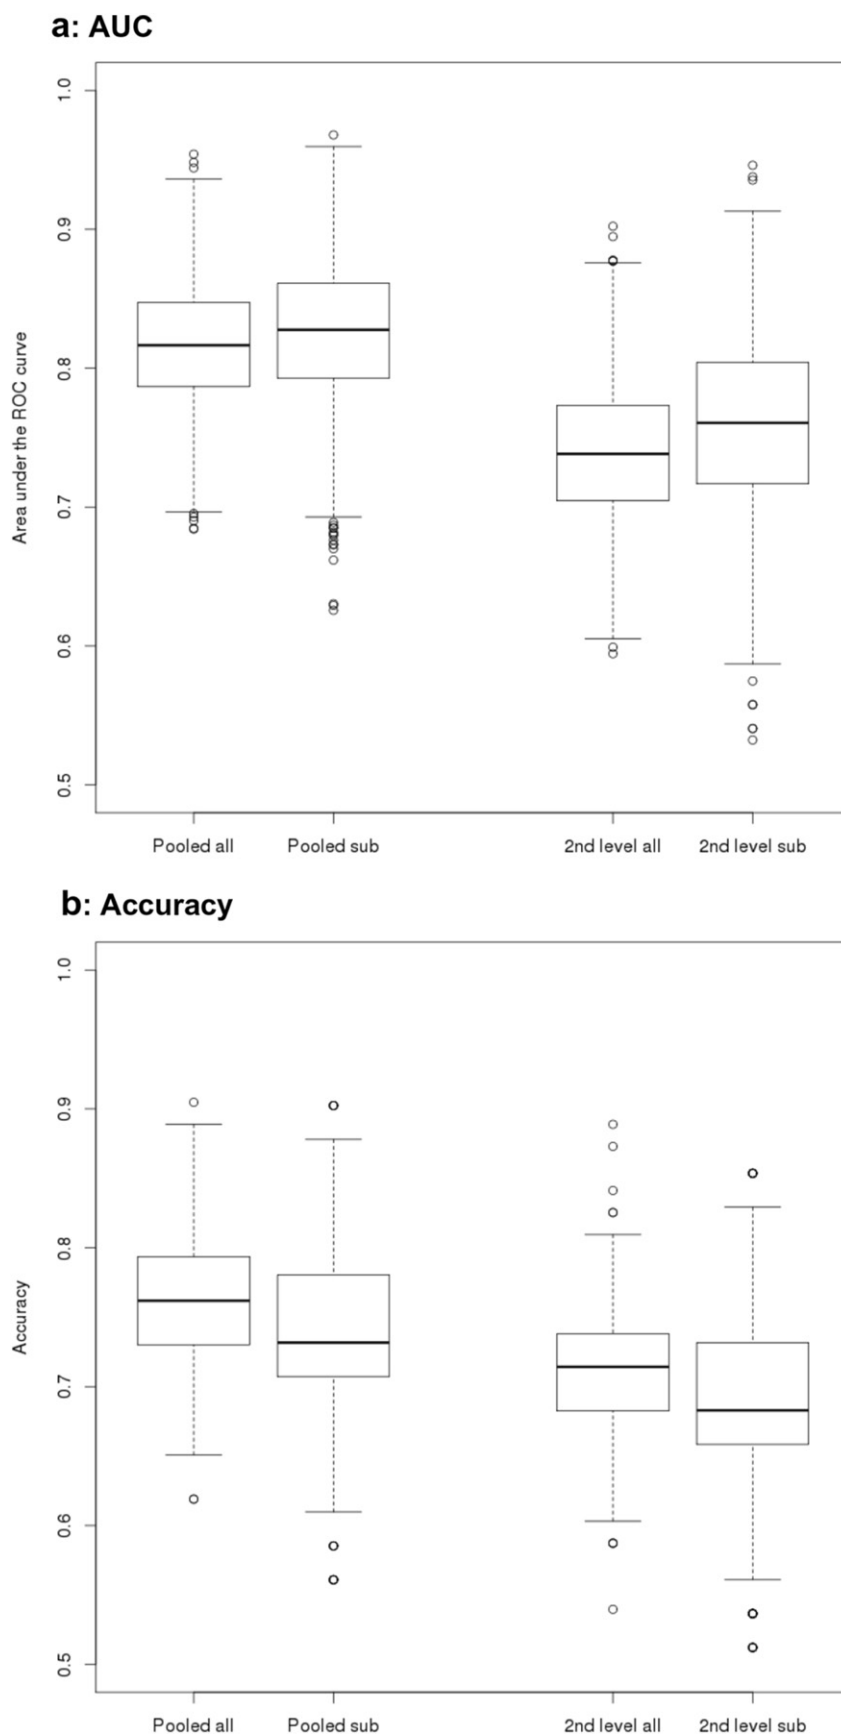 a: AUC
Area under the ROC curve
1.0
0.9
0.8
0.7
0.6
0.5
Pooled all Pooled sub 2nd level all 2nd level sub
b: Accuracy
Accuracy
1.0
0.9
0.8
0.7
0.6
0.5
Pooled all Pooled sub 2nd level all 2nd level sub